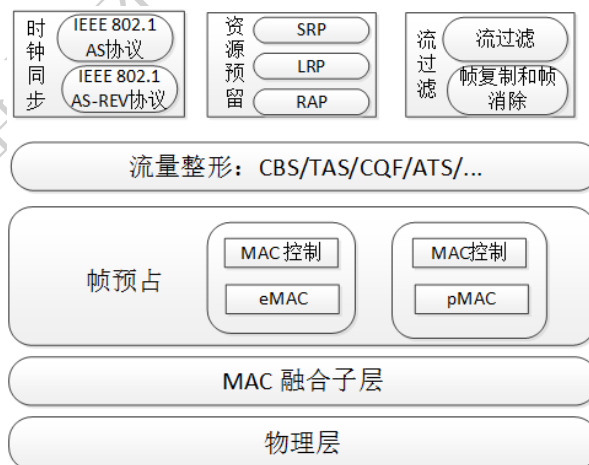 时钟同步
IEEE 802.1
AS协议
IEEE 802.1
AS-REV协议
资源预留
SRP
LRP
RAP
流过滤
流过滤
帧复制和帧
消除
流量整形：CBS/TAS/CQF/ATS/...
帧预占
MAC 控制
eMAC
MAC控制
pMAC
MAC 融合子层
物理层